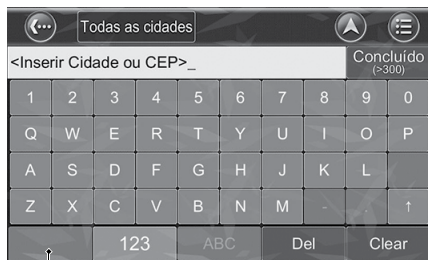 Todas as cidades
<Inserir Cidade ou CEP>_
Concluído
(>300)
1 2 3 4 5 6 7 8 9 0
Q W E R T Y U I O P
A S D F G H J K L
Z X C V B N M - . ↑
123 ABC Del Clear